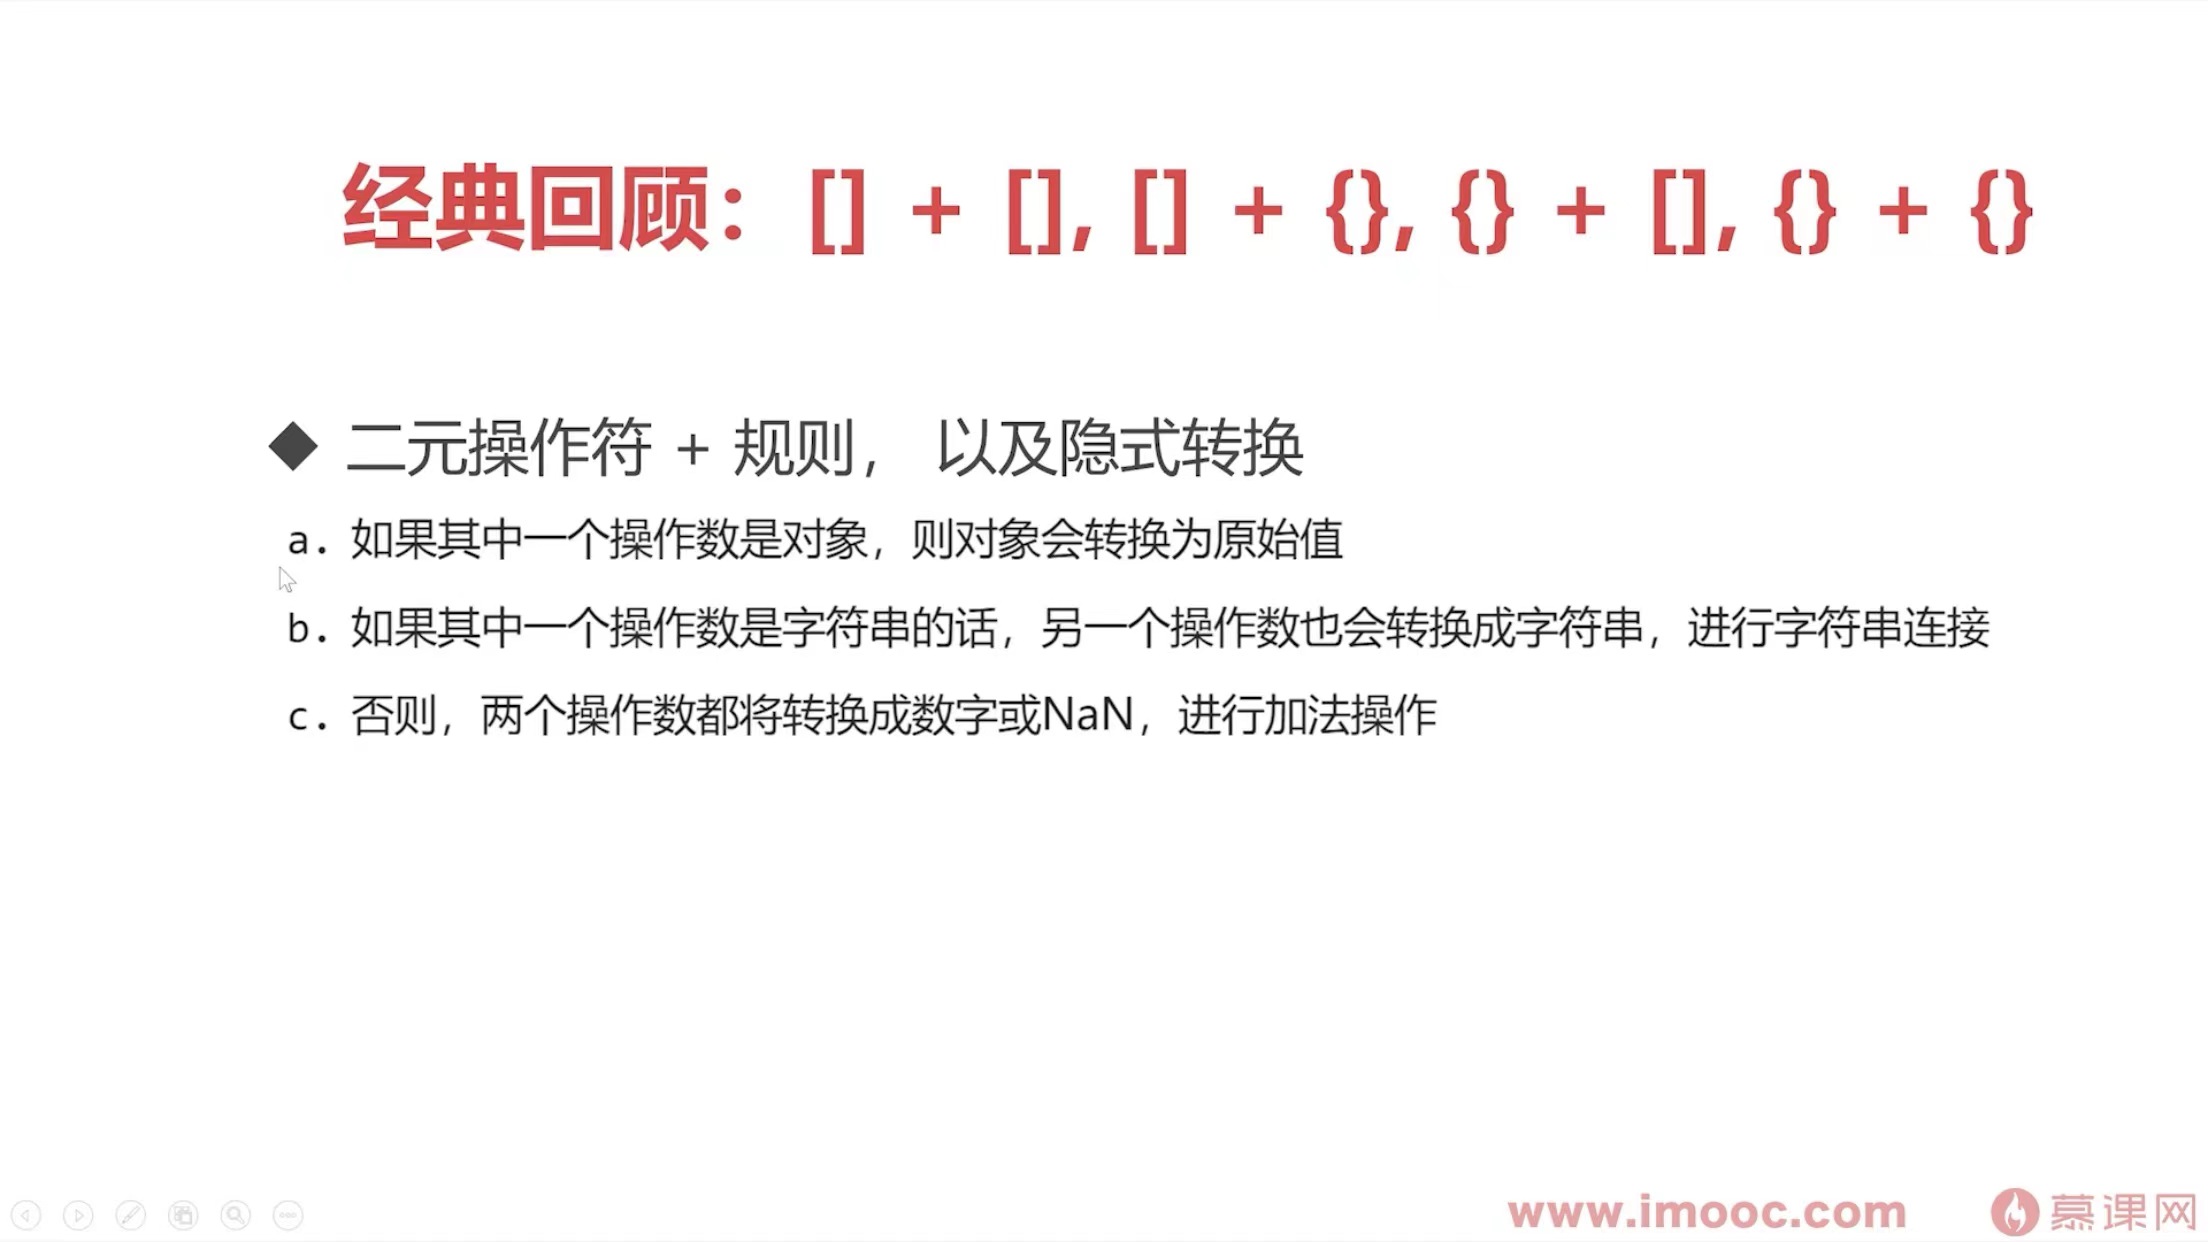 经典回顾：[] + [], [] + {}, {} + [], {} + {}
◆ 二元操作符 + 规则， 以及隐式转换
a. 如果其中一个操作数是对象，则对象会转换为原始值
b. 如果其中一个操作数是字符串的话，另一个操作数也会转换成字符串，进行字符串连接
c. 否则，两个操作数都将转换成数字或NaN，进行加法操作
www.imooc.com 慕课网